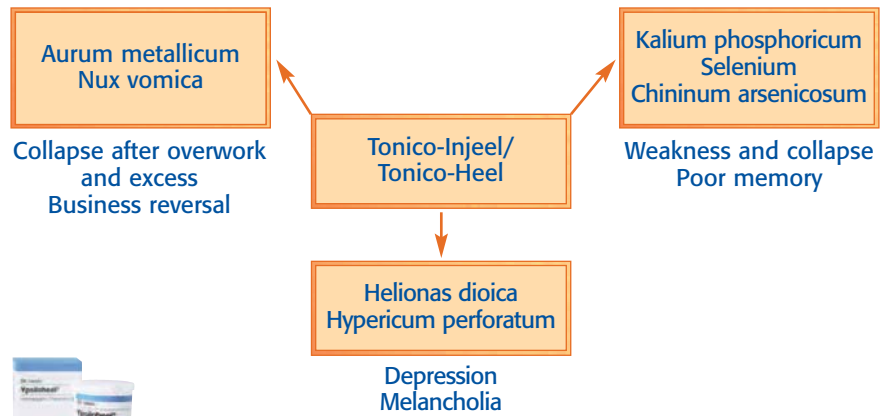 Aurum metallicum
Nux vomica
Collapse after overwork
and excess
Business reversal
Tonico-Injeel/
Tonico-Heel
Kalium phosphoricum
Selenium
Chininum arsenicosum
Weakness and collapse
Poor memory
Helionas dioica
Hypericum perforatum
Depression
Melancholia
Ypsiloheel